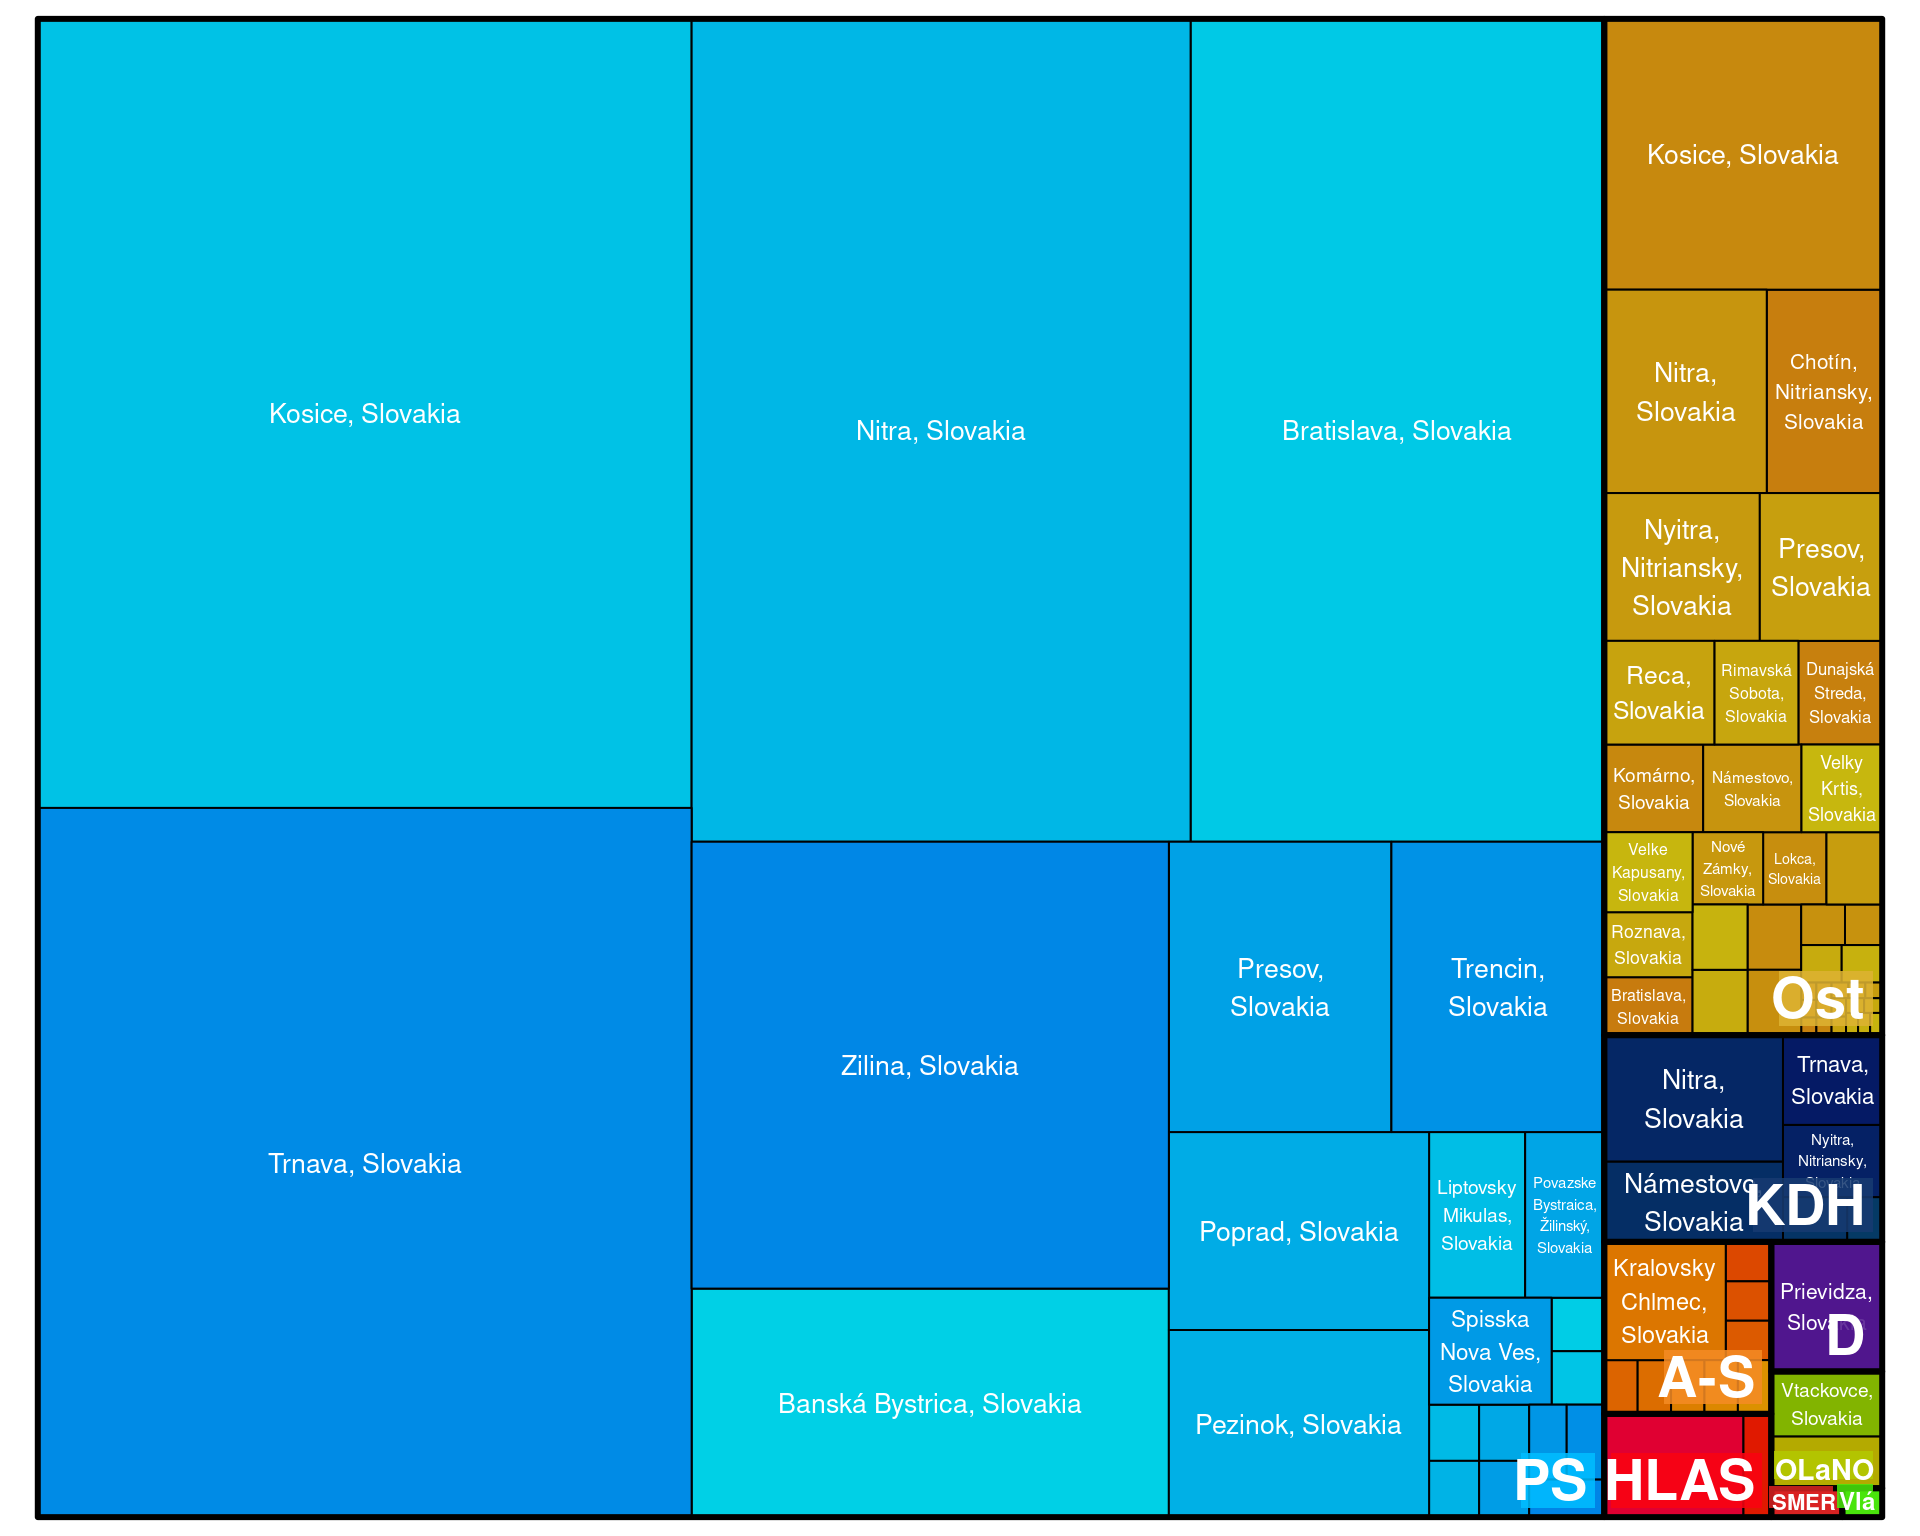 Kosice, Slovakia
Nitra, Slovakia
Bratislava, Slovakia
Trnava, Slovakia
Zilina, Slovakia
Banská Bystrica, Slovakia
Presov,
Slovakia
Trencin,
Slovakia
Poprad, Slovakia
Pezinok, Slovakia
Liptovsky
Mikulas,
Slovakia
Povazske
Bystraica,
Žilinský,
Slovakia
Spisska
Nova Ves,
Slovakia
PS
Kosice, Slovakia
Nitra,
Slovakia
Chotín,
Nitriansky,
Slovakia
Nyitra,
Nitriansky,
Slovakia
Presov,
Slovakia
Reca,
Slovakia
Rimavská
Sobota,
Slovakia
Dunajská
Streda,
Slovakia
Komárno,
Slovakia
Námestovo,
Slovakia
Velky
Krtis,
Slovakia
Velke
Kapusany,
Slovakia
Nové
Zámky,
Slovakia
Lokca,
Slovakia
Roznava,
Slovakia
Bratislava,
Slovakia
Ost
Nitra,
Slovakia
Trnava,
Slovakia
Nyitra,
Nitriansky,
Slovakia
Námestovo,
Slovakia
KDH
Kralovsky
Chlmec,
Slovakia
A-S
Prievidza,
Slovakia
D
HLAS
Vtackovce,
Slovakia
OLaNO
SMER
Vlá